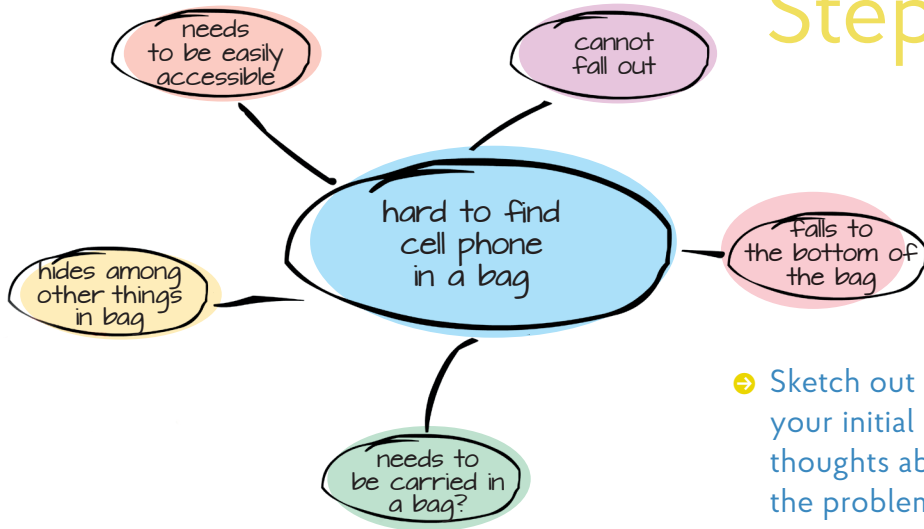 Step
needs
to be easily
accessible
cannot
fall out
hard to find
cell phone
in a bag
falls to
the bottom of
the bag
hides among
other things
in bag
needs to
be carried in
a bag?
Sketch out
your initial
thoughts ab
the problem